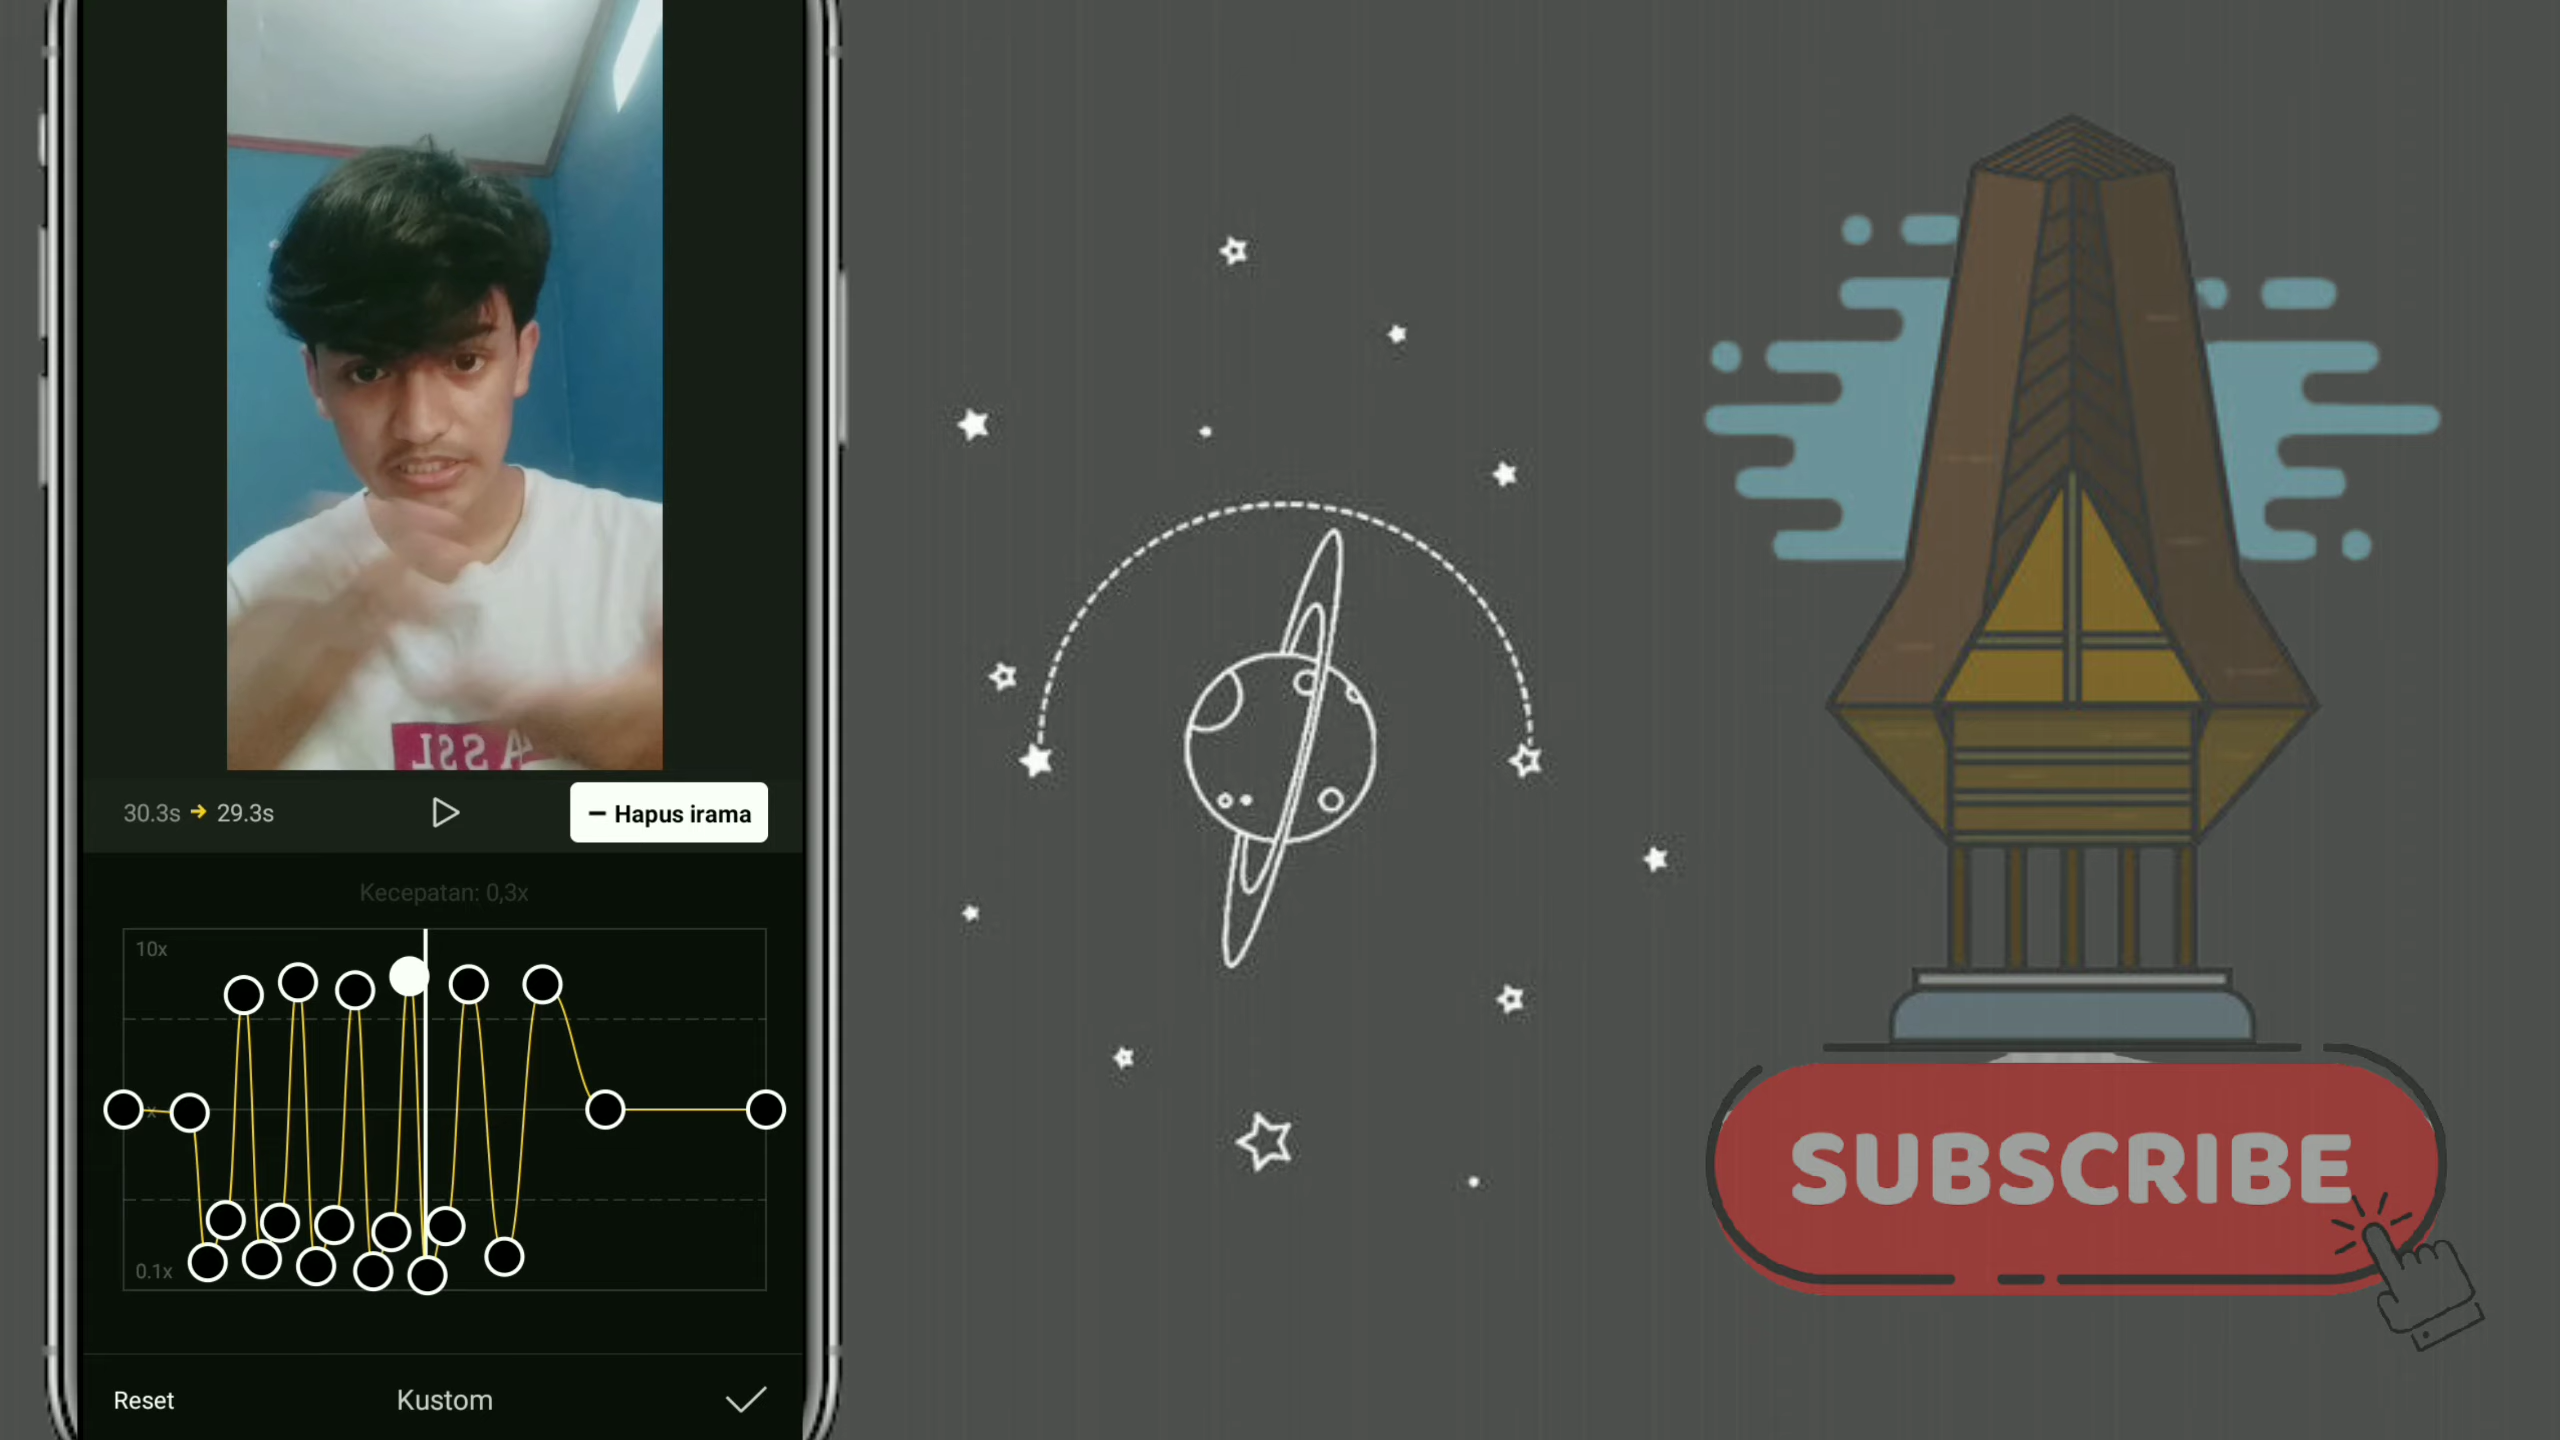 30.3s → 29.3s
— Hapus irama
Kecepatan: 0,3x
10x
x
0.1x
Reset
Kustom
SUBSCRIBE